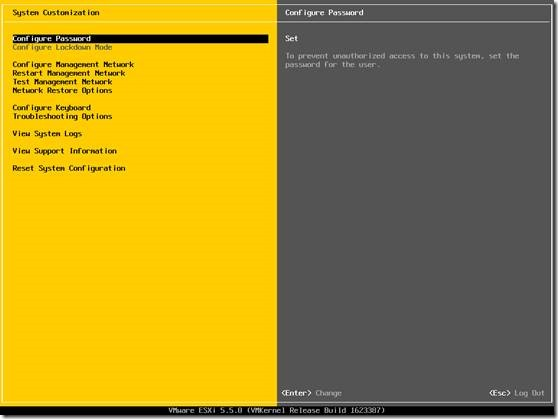 System Customization
Configure Password
Configure Lockdown Mode
Configure Management Network
Restart Management Network
Test Management Network
Network Restore Options
Configure Keyboard
Troubleshooting Options
View System Logs
View Support Information
Reset System Configuration
Configure Password
Set
To prevent unauthorized access to this system, set the
password for the user.
<Enter> Change
<Esc> Log Out
VMware ESXi 5.5.0 (VMKernel Release Build 1623387)